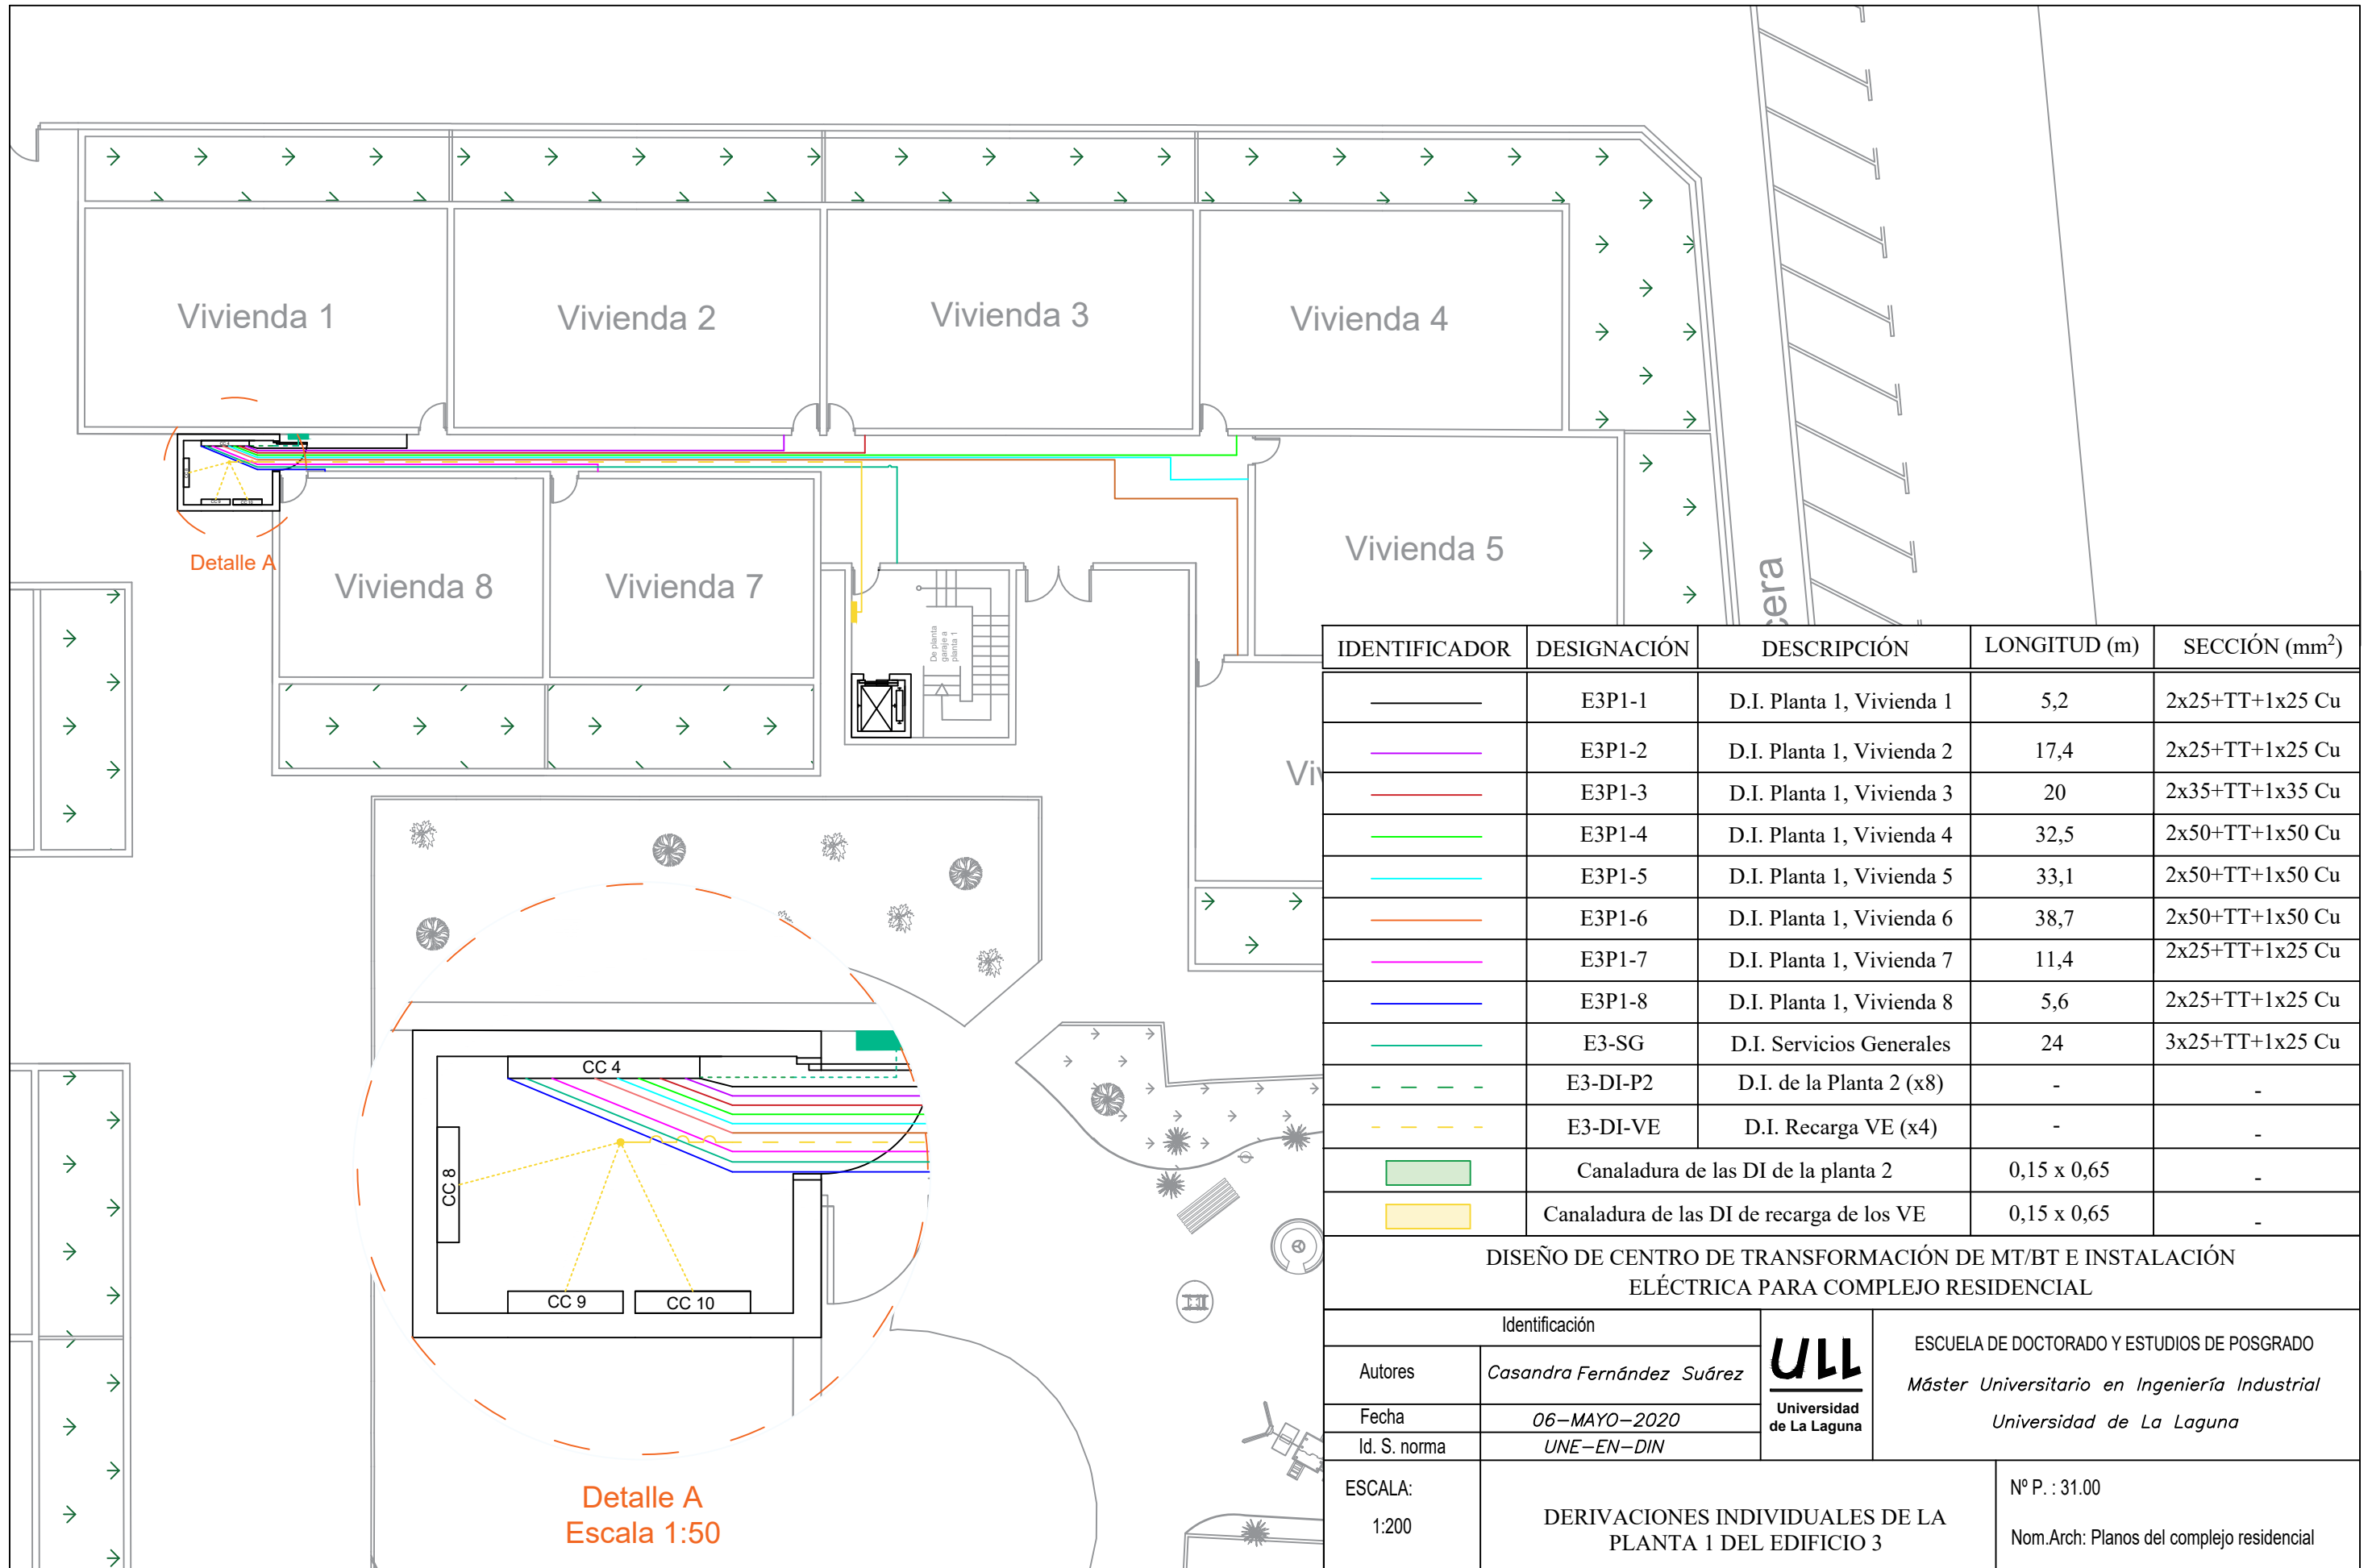 Vivienda 1
Vivienda 2
Vivienda 3
Vivienda 4
Vivienda 5
Detalle A
Vivienda 8
Vivienda 7
De planta
garaje a
planta 1
cera
Viv
CC 4
CC 8
CC 9
CC 10
Detalle A
Escala 1:50
IDENTIFICADOR DESIGNACIÓN DESCRIPCIÓN LONGITUD (m) SECCIÓN (mm²)
E3P1-1 D.I. Planta 1, Vivienda 1 5,2 2x25+TT+1x25 Cu
E3P1-2 D.I. Planta 1, Vivienda 2 17,4 2x25+TT+1x25 Cu
E3P1-3 D.I. Planta 1, Vivienda 3 20 2x35+TT+1x35 Cu
E3P1-4 D.I. Planta 1, Vivienda 4 32,5 2x50+TT+1x50 Cu
E3P1-5 D.I. Planta 1, Vivienda 5 33,1 2x50+TT+1x50 Cu
E3P1-6 D.I. Planta 1, Vivienda 6 38,7 2x50+TT+1x50 Cu
E3P1-7 D.I. Planta 1, Vivienda 7 11,4 2x25+TT+1x25 Cu
E3P1-8 D.I. Planta 1, Vivienda 8 5,6 2x25+TT+1x25 Cu
E3-SG D.I. Servicios Generales 24 3x25+TT+1x25 Cu
E3-DI-P2 D.I. de la Planta 2 (x8) - -
E3-DI-VE D.I. Recarga VE (x4) - -
Canaladura de las DI de la planta 2 0,15 x 0,65 -
Canaladura de las DI de recarga de los VE 0,15 x 0,65 -
DISEÑO DE CENTRO DE TRANSFORMACIÓN DE MT/BT E INSTALACIÓN
ELÉCTRICA PARA COMPLEJO RESIDENCIAL
Identificación
Autores Casandra Fernández Suárez
Fecha 06-MAYO-2020
Id. S. norma UNE-EN-DIN
ULL
Universidad
de La Laguna
ESCUELA DE DOCTORADO Y ESTUDIOS DE POSGRADO
Máster Universitario en Ingeniería Industrial
Universidad de La Laguna
ESCALA:
1:200
DERIVACIONES INDIVIDUALES DE LA
PLANTA 1 DEL EDIFICIO 3
Nº P. : 31.00
Nom.Arch: Planos del complejo residencial